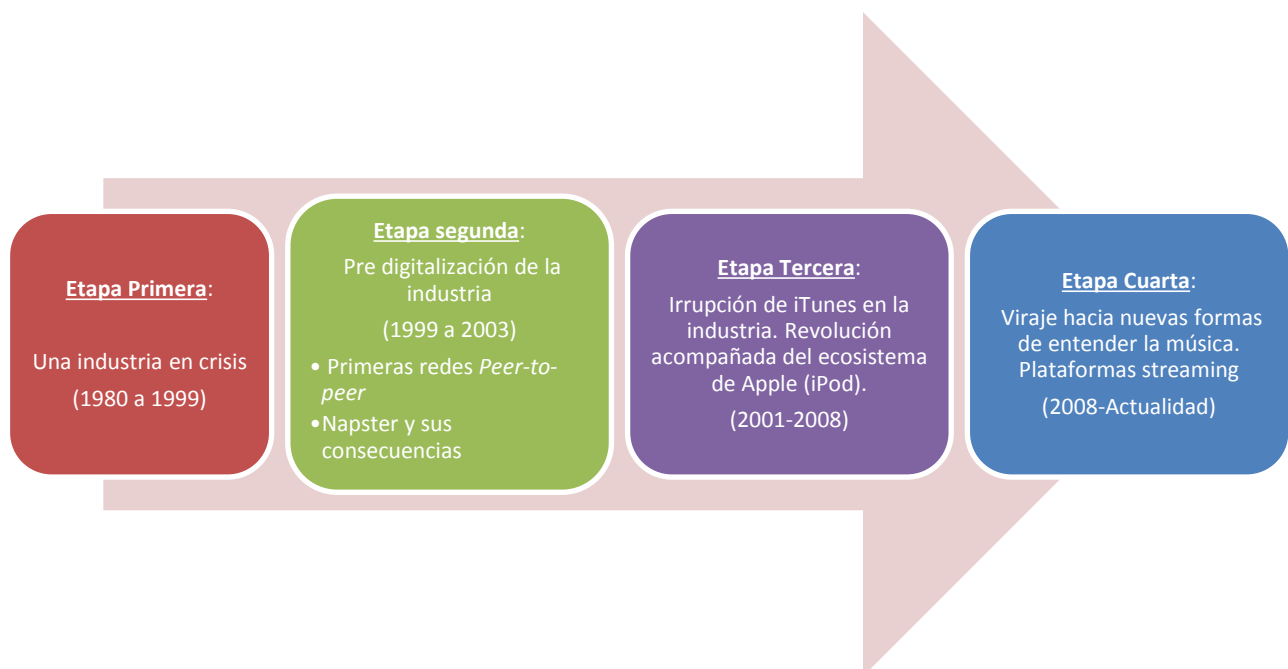 Etapa Primera:
Una industria en crisis
(1980 a 1999)
Etapa segunda:
Pre digitalización de la
industria
(1999 a 2003)
• Primeras redes Peer-to-
peer
•Napster y sus
consecuencias
Etapa Tercera:
Irrupción de iTunes en la
industria. Revolución
acompañada del ecosistema
de Apple (iPod).
(2001-2008)
Etapa Cuarta:
Viraje hacia nuevas formas
de entender la música.
Plataformas streaming
(2008-Actualidad)